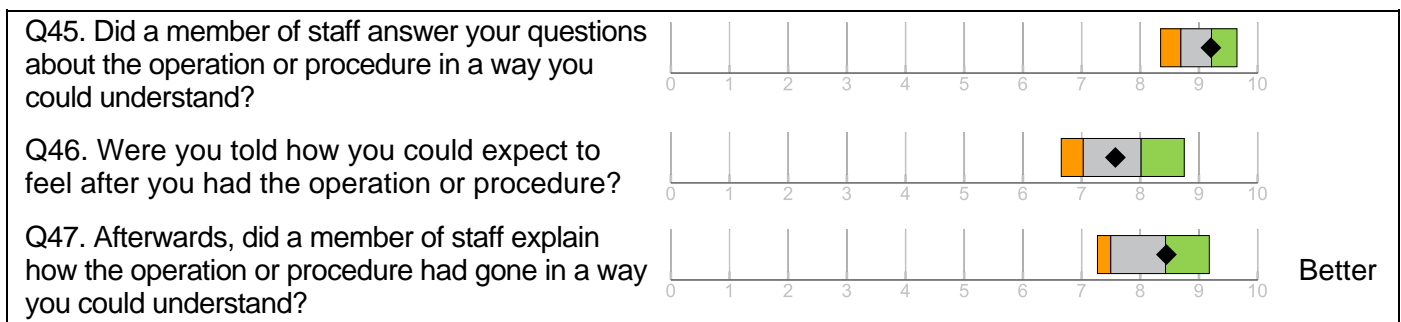 Q45. Did a member of staff answer your questions
about the operation or procedure in a way you
could understand?
0 1 2 3 4 5 6 7 8 9 10
Q46. Were you told how you could expect to
feel after you had the operation or procedure?
0 1 2 3 4 5 6 7 8 9 10
Q47. Afterwards, did a member of staff explain
how the operation or procedure had gone in a way
you could understand?
0 1 2 3 4 5 6 7 8 9 10
Better